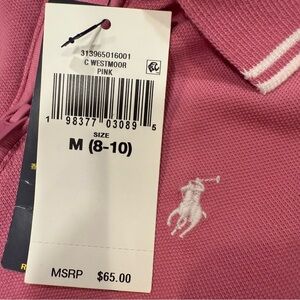 313965016001
C WESTMOOR
PINK
1 98377 03089 5
SIZE
M (8-10)
MSRP $65.00